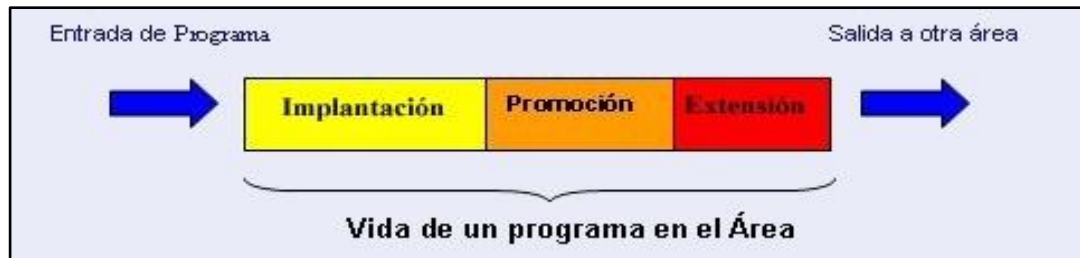 Entrada de Programa
Salida a otra área
Implantación
Promoción
Extensión
Vida de un programa en el Área